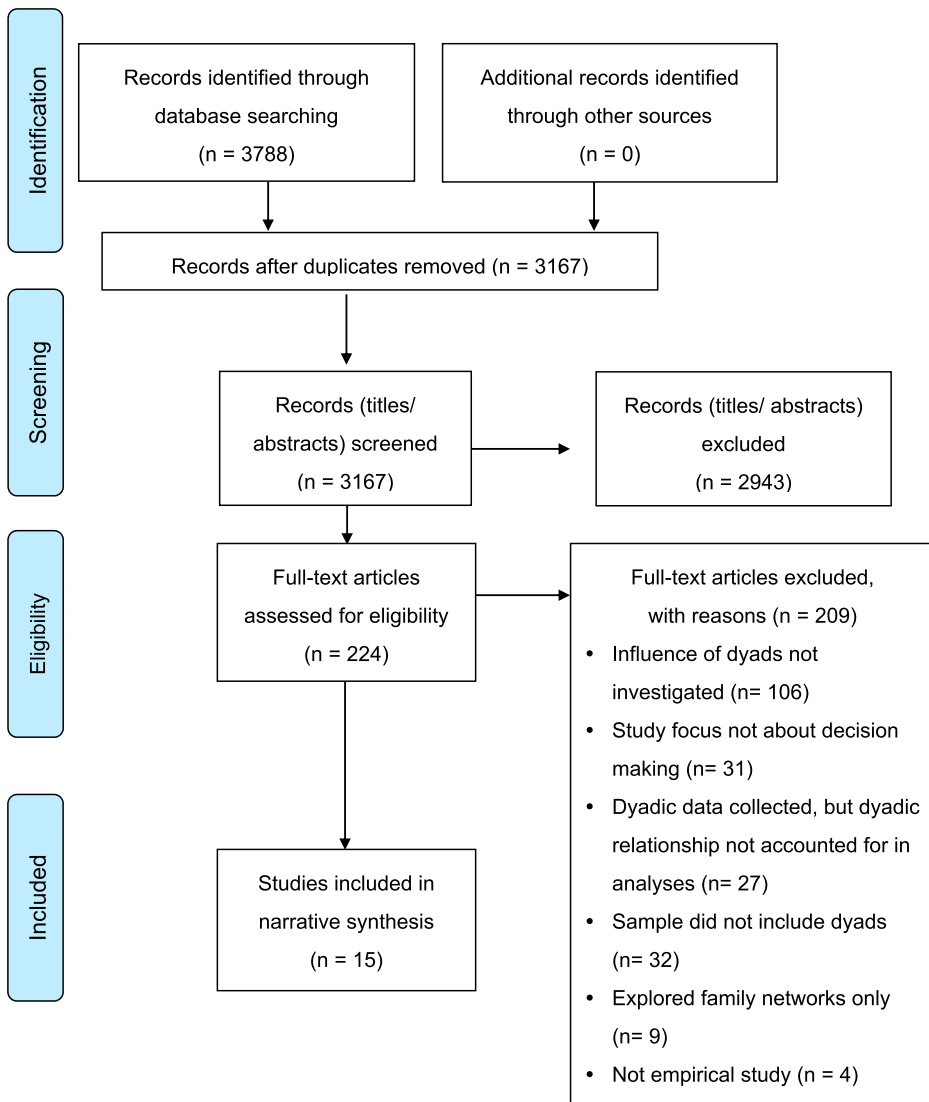 Identification
Records identified through
database searching
(n = 3788)
Additional records identified
through other sources
(n = 0)
Records after duplicates removed (n = 3167)
Screening
Records (titles/
abstracts) screened
(n = 3167)
Records (titles/ abstracts)
excluded
(n = 2943)
Eligibility
Full-text articles
assessed for eligibility
(n = 224)
Full-text articles excluded,
with reasons (n = 209)
• Influence of dyads not
investigated (n= 106)
• Study focus not about decision
making (n= 31)
• Dyadic data collected, but dyadic
relationship not accounted for in
analyses (n= 27)
• Sample did not include dyads
(n= 32)
• Explored family networks only
(n= 9)
• Not empirical study (n = 4)
Included
Studies included in
narrative synthesis
(n = 15)